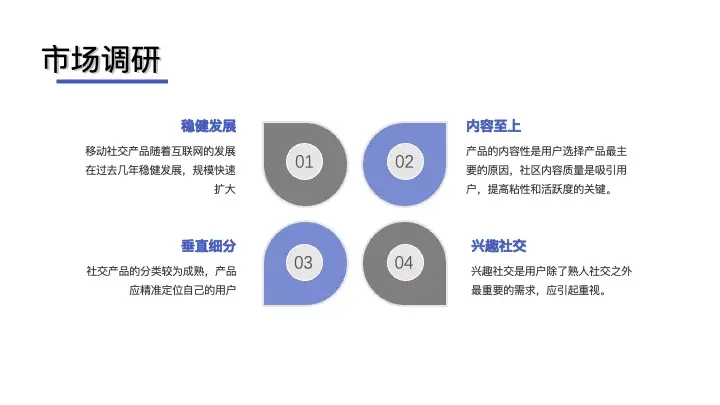 市场调研
稳健发展
移动社交产品随着互联网的发展
在过去几年稳健发展，规模快速
扩大
01
02
内容至上
产品的内容性是用户选择产品最主
要的原因，社区内容质量是吸引用
户，提高粘性和活跃度的关键。
垂直细分
社交产品的分类较为成熟，产品
应精准定位自己的用户
03
04
兴趣社交
兴趣社交是用户除了熟人社交之外
最重要的需求，应引起重视。